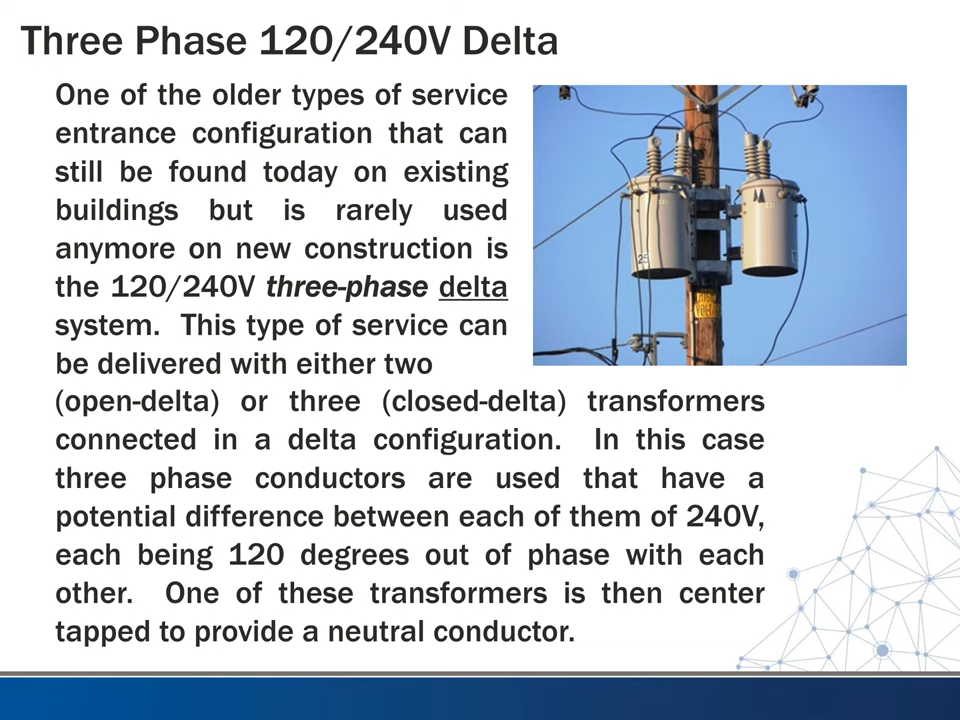 Three Phase 120/240V Delta
One of the older types of service
entrance configuration that can
still be found today on existing
buildings but is rarely used
anymore on new construction is
the 120/240V three-phase delta
system. This type of service can
be delivered with either two
(open-delta) or three (closed-delta) transformers
connected in a delta configuration. In this case
three phase conductors are used that have a
potential difference between each of them of 240V,
each being 120 degrees out of phase with each
other. One of these transformers is then center
tapped to provide a neutral conductor.
25